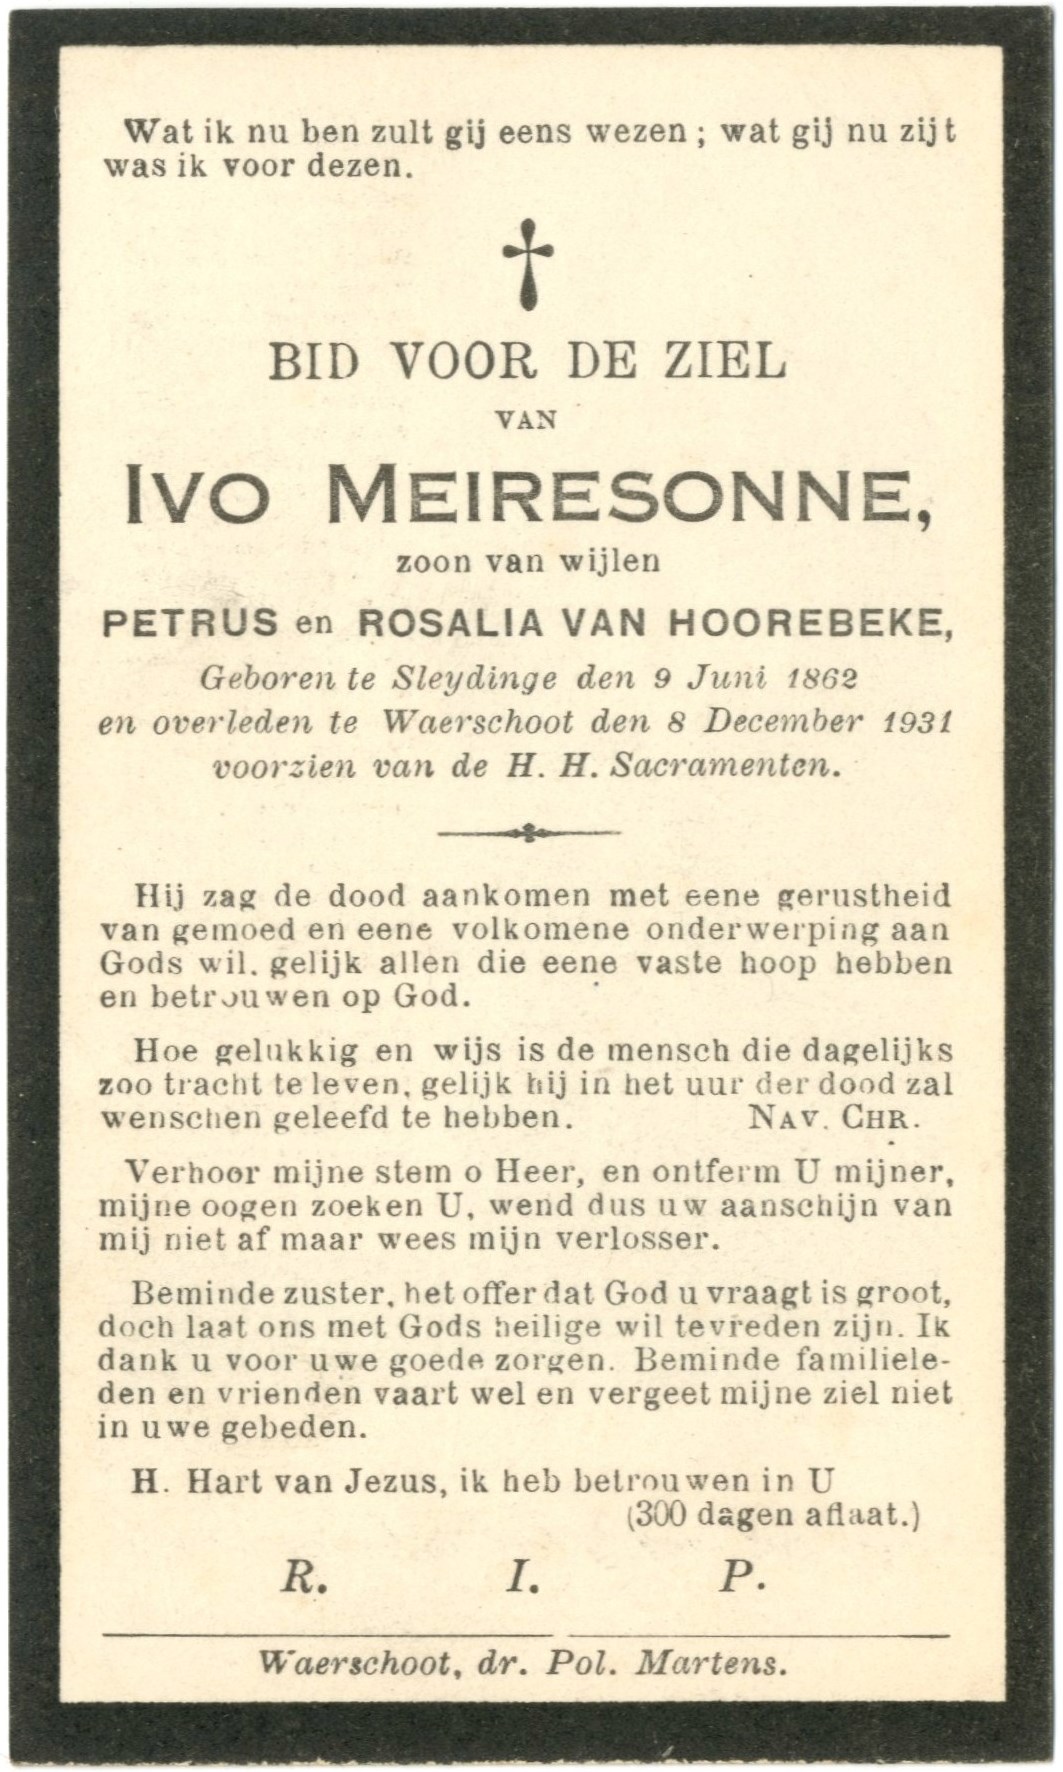 Wat ik nu ben zult gij eens wezen ; wat gij nu zijt
was ik voor dezen.
BID VOOR DE ZIEL
VAN
IVO MEIRESONNE,
zoon van wijlen
PETRUS en ROSALIA VAN HOOREBEKE,
Geboren te Sleydinge den 9 Juni 1862
en overleden te Waerschoot den 8 December 1931
voorzien van de H. H. Sacramenten.
Hij zag de dood aankomen met eene gerustheid
van gemoed en eene volkomene onderwerping aan
Gods wil. gelijk allen die eene vaste hoop hebben
en betrouwen op God.
Hoe gelukkig en wijs is de mensch die dagelijks
zoo tracht te leven, gelijk hij in het uur der dood zal
wenschen geleefd te hebben. NAV. CHR.
Verhoor mijne stem o Heer, en ontferm U mijner,
mijne oogen zoeken U, wend dus uw aanschijn van
mij niet af maar wees mijn verlosser.
Beminde zuster, het offer dat God u vraagt is groot,
doch laat ons met Gods heilige wil tevreden zijn. Ik
dank u voor uwe goede zorgen. Beminde familiele-
den en vrienden vaart wel en vergeet mijne ziel niet
in uwe gebeden.
H. Hart van Jezus, ik heb betrouwen in U
(300 dagen aflaat.)
R. I. P.
Waerschoot, dr. Pol. Martens.